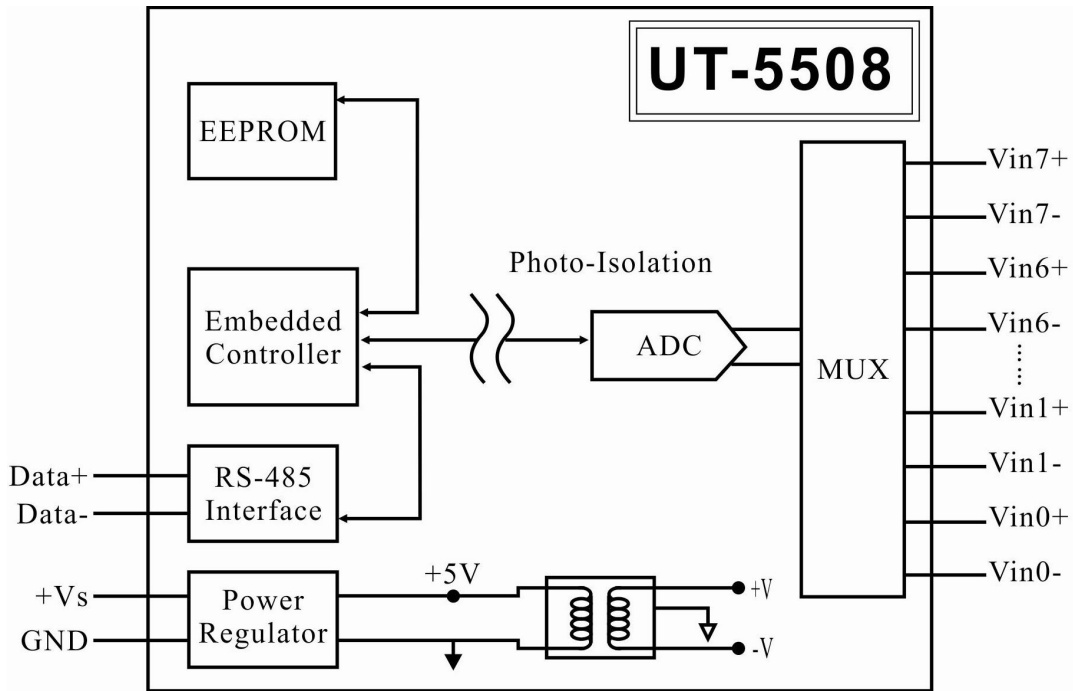 UT-5508
EEPROM
Vin7+
Vin7-
Photo-Isolation
Vin6+
Embedded
Controller
Vin6-
ADC
MUX
Vin1+
Data+
RS-485
Interface
Vin1-
Data-
Vin0+
+Vs
Power
Regulator
+5V
+V
Vin0-
GND
-V